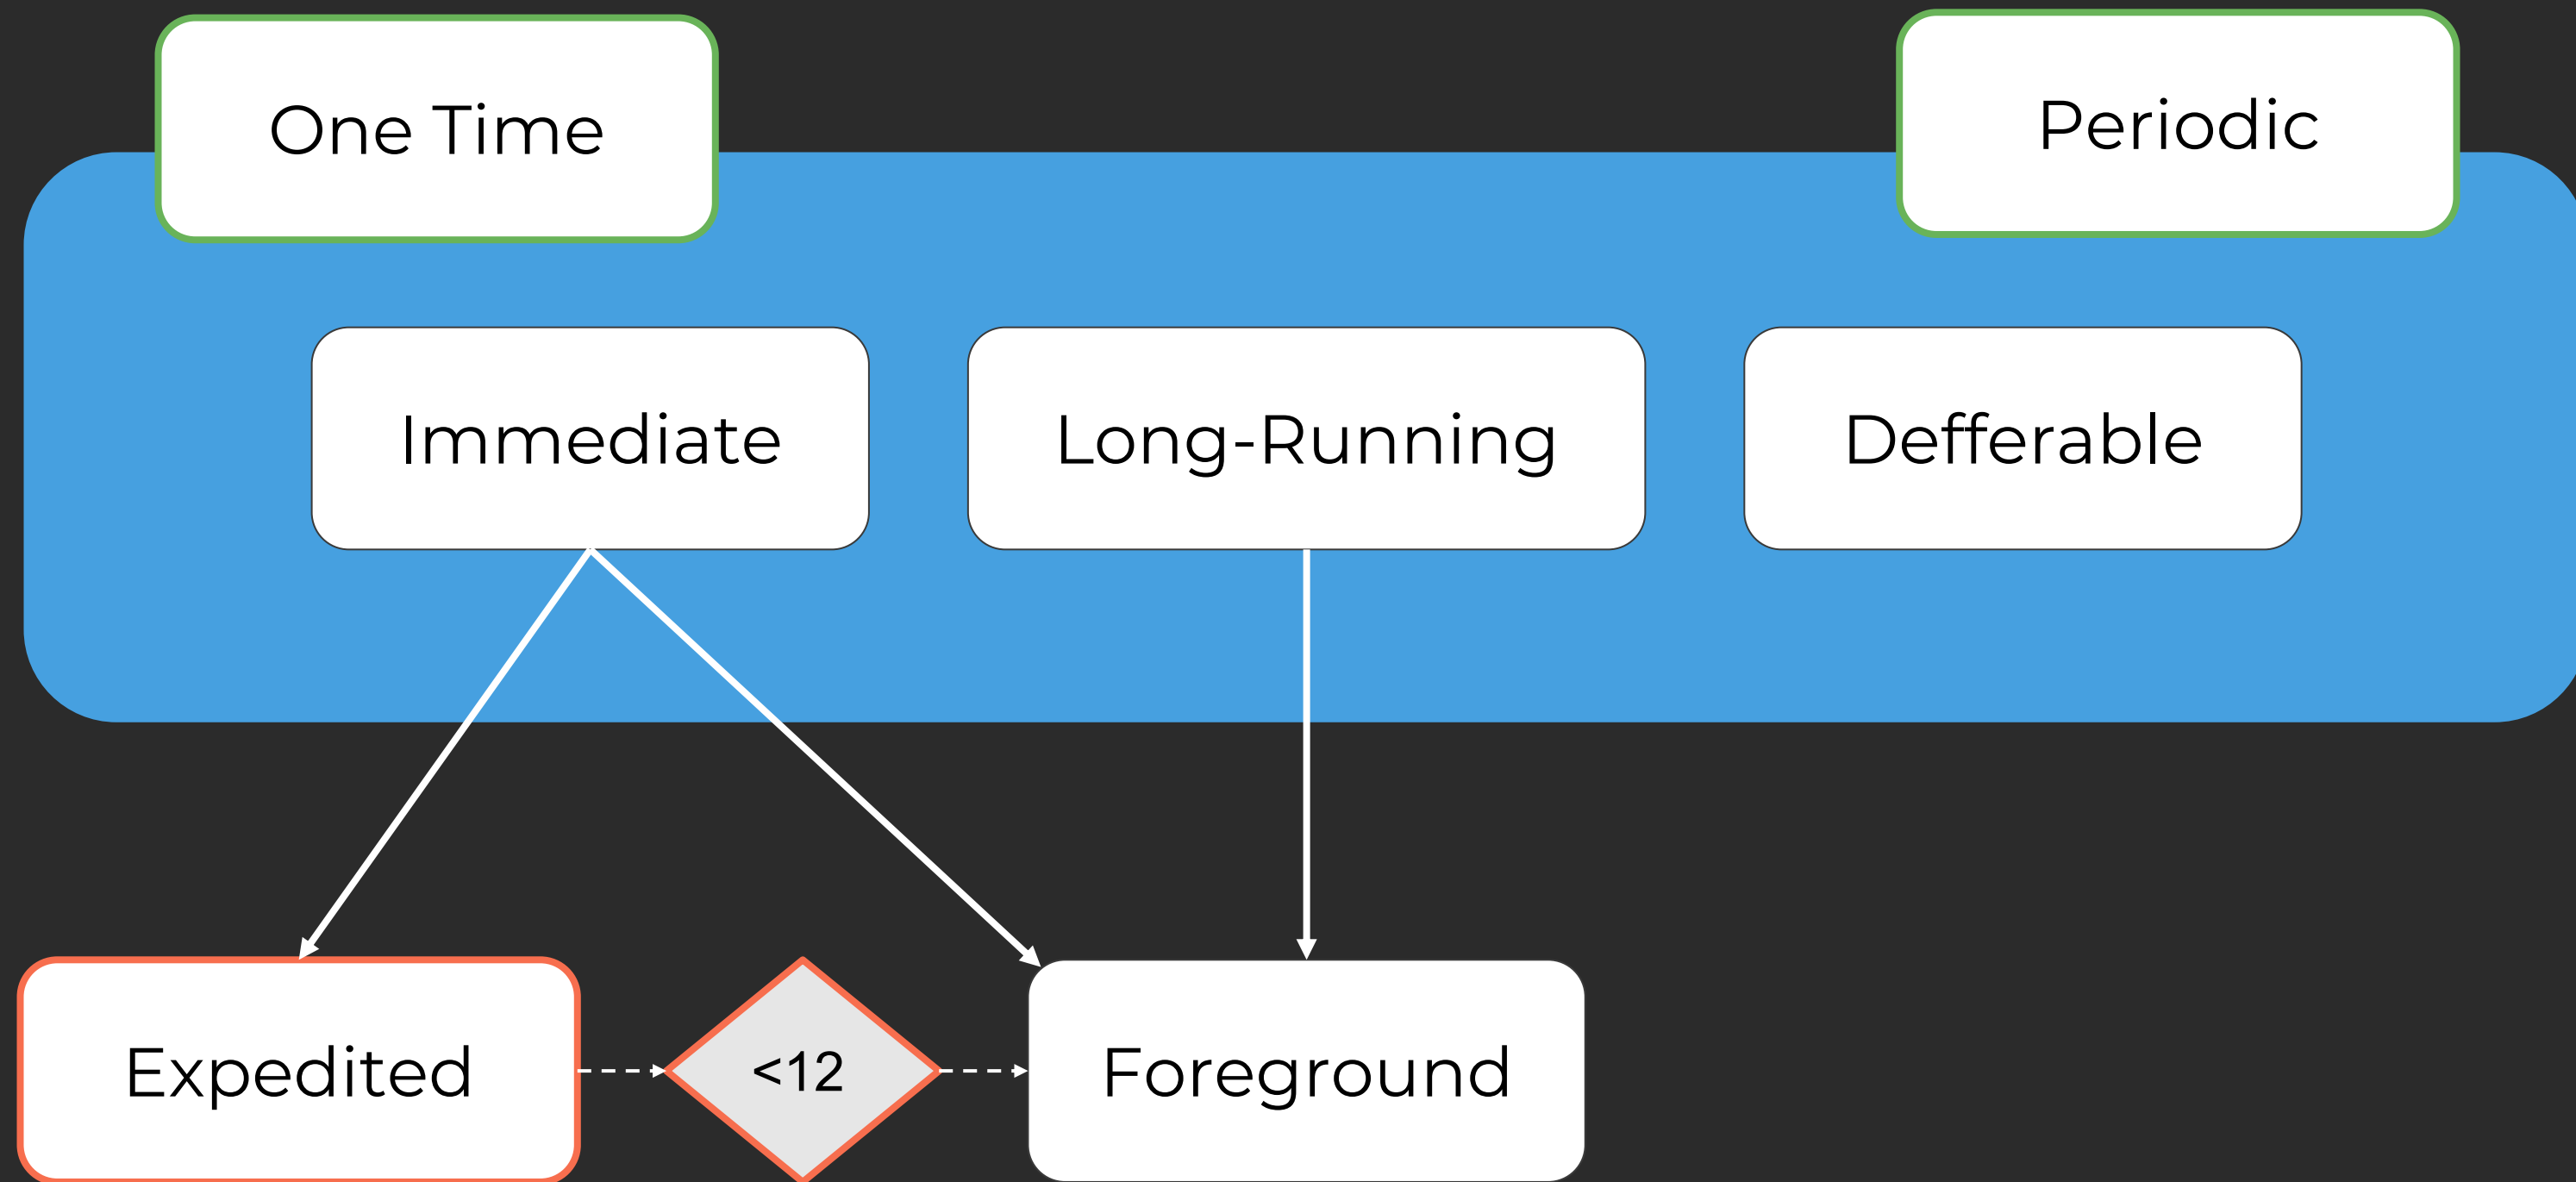 One Time
Periodic
Immediate
Long-Running
Defferable
Expedited
<12
Foreground